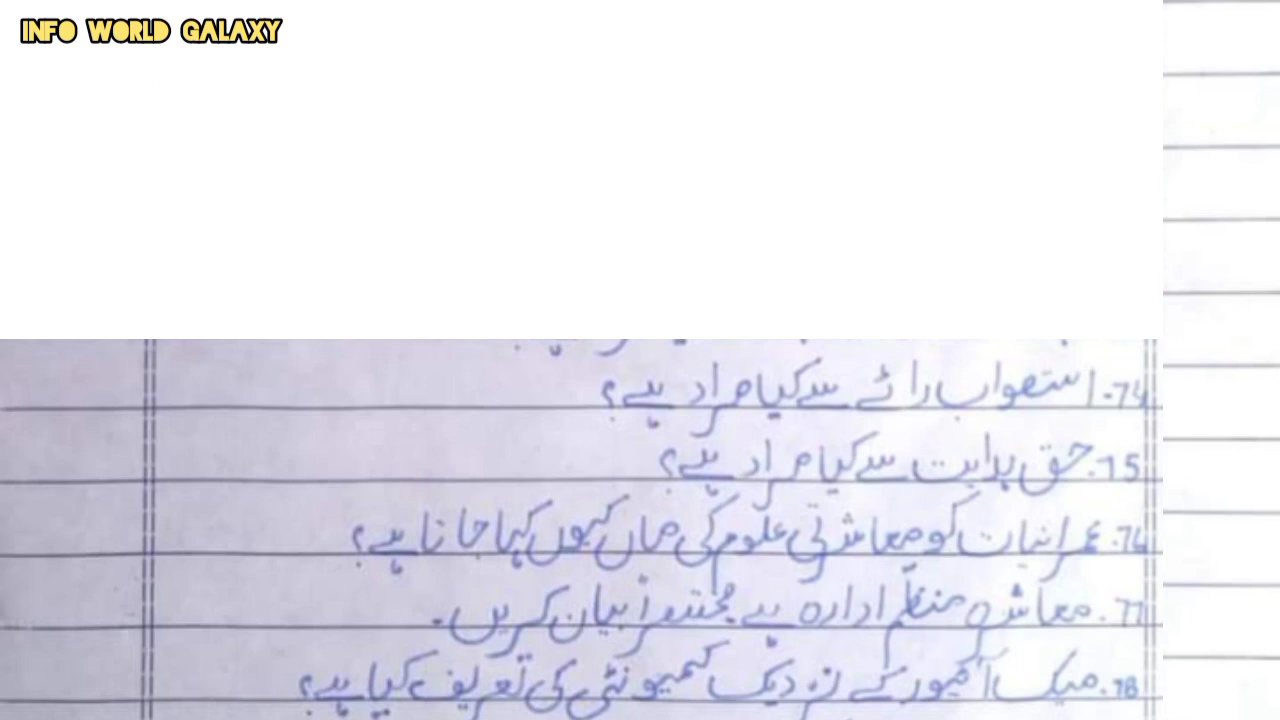 INFO WORLD GALAXY
74. استصواب رائے سے کیا مراد ہے؟
75. حق ہدایت سے کیا مراد ہے؟
76. عمرانیات کو معاشرتی علوم کی ماں کیوں کہا جاتا ہے؟
77. معاشرہ منظم ادارہ ہے مختصراً بیان کریں۔
78. میک آئیور کے نزدیک کمیونٹی کی تعریف کیا ہے؟